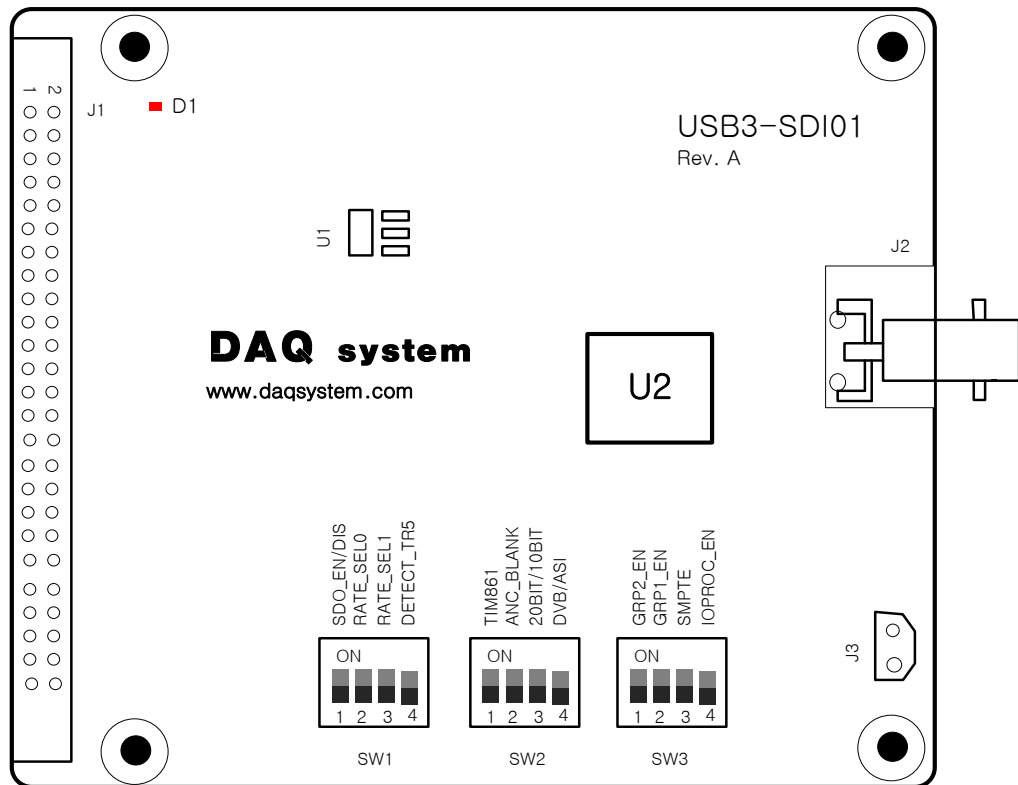 1 2
J1
D1
USB3-SDI01
Rev. A
U1
J2
DAQ system
www.daqsystem.com
U2
SDO_EN/DIS
RATE_SEL0
RATE_SEL1
DETECT_TR5
TIM861
ANC_BLANK
20BIT/10BIT
DVB/ASI
GRP2_EN
GRP1_EN
SMPTE
IOPROC_EN
J3
ON
1 2 3 4
ON
1 2 3 4
ON
1 2 3 4
SW1
SW2
SW3